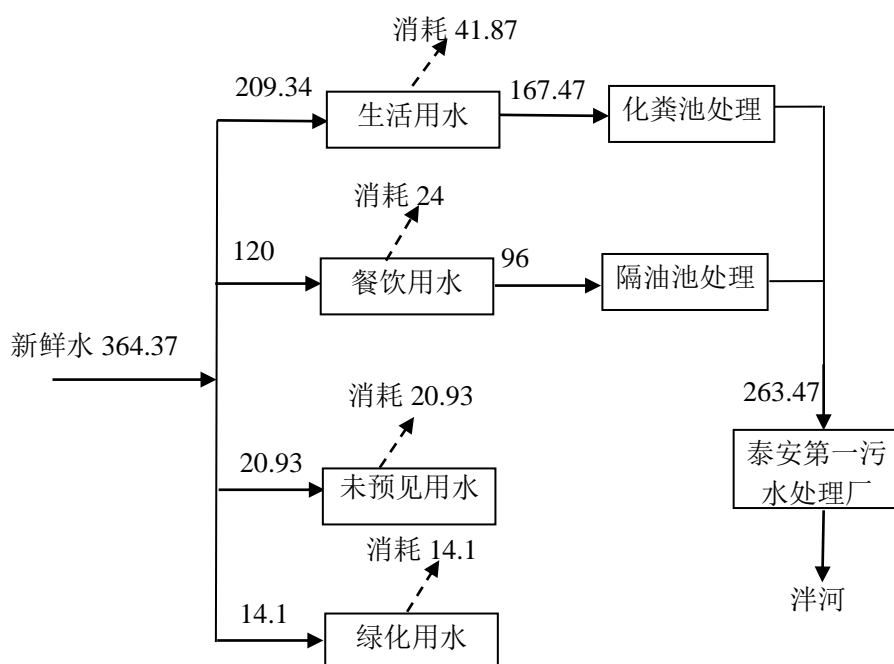 消耗 41.87
209.34
生活用水
167.47
化粪池处理
消耗 24
120
餐饮用水
96
隔油池处理
新鲜水 364.37
消耗 20.93
263.47
20.93
未预见用水
泰安第一污
水处理厂
消耗 14.1
14.1
绿化用水
泮河